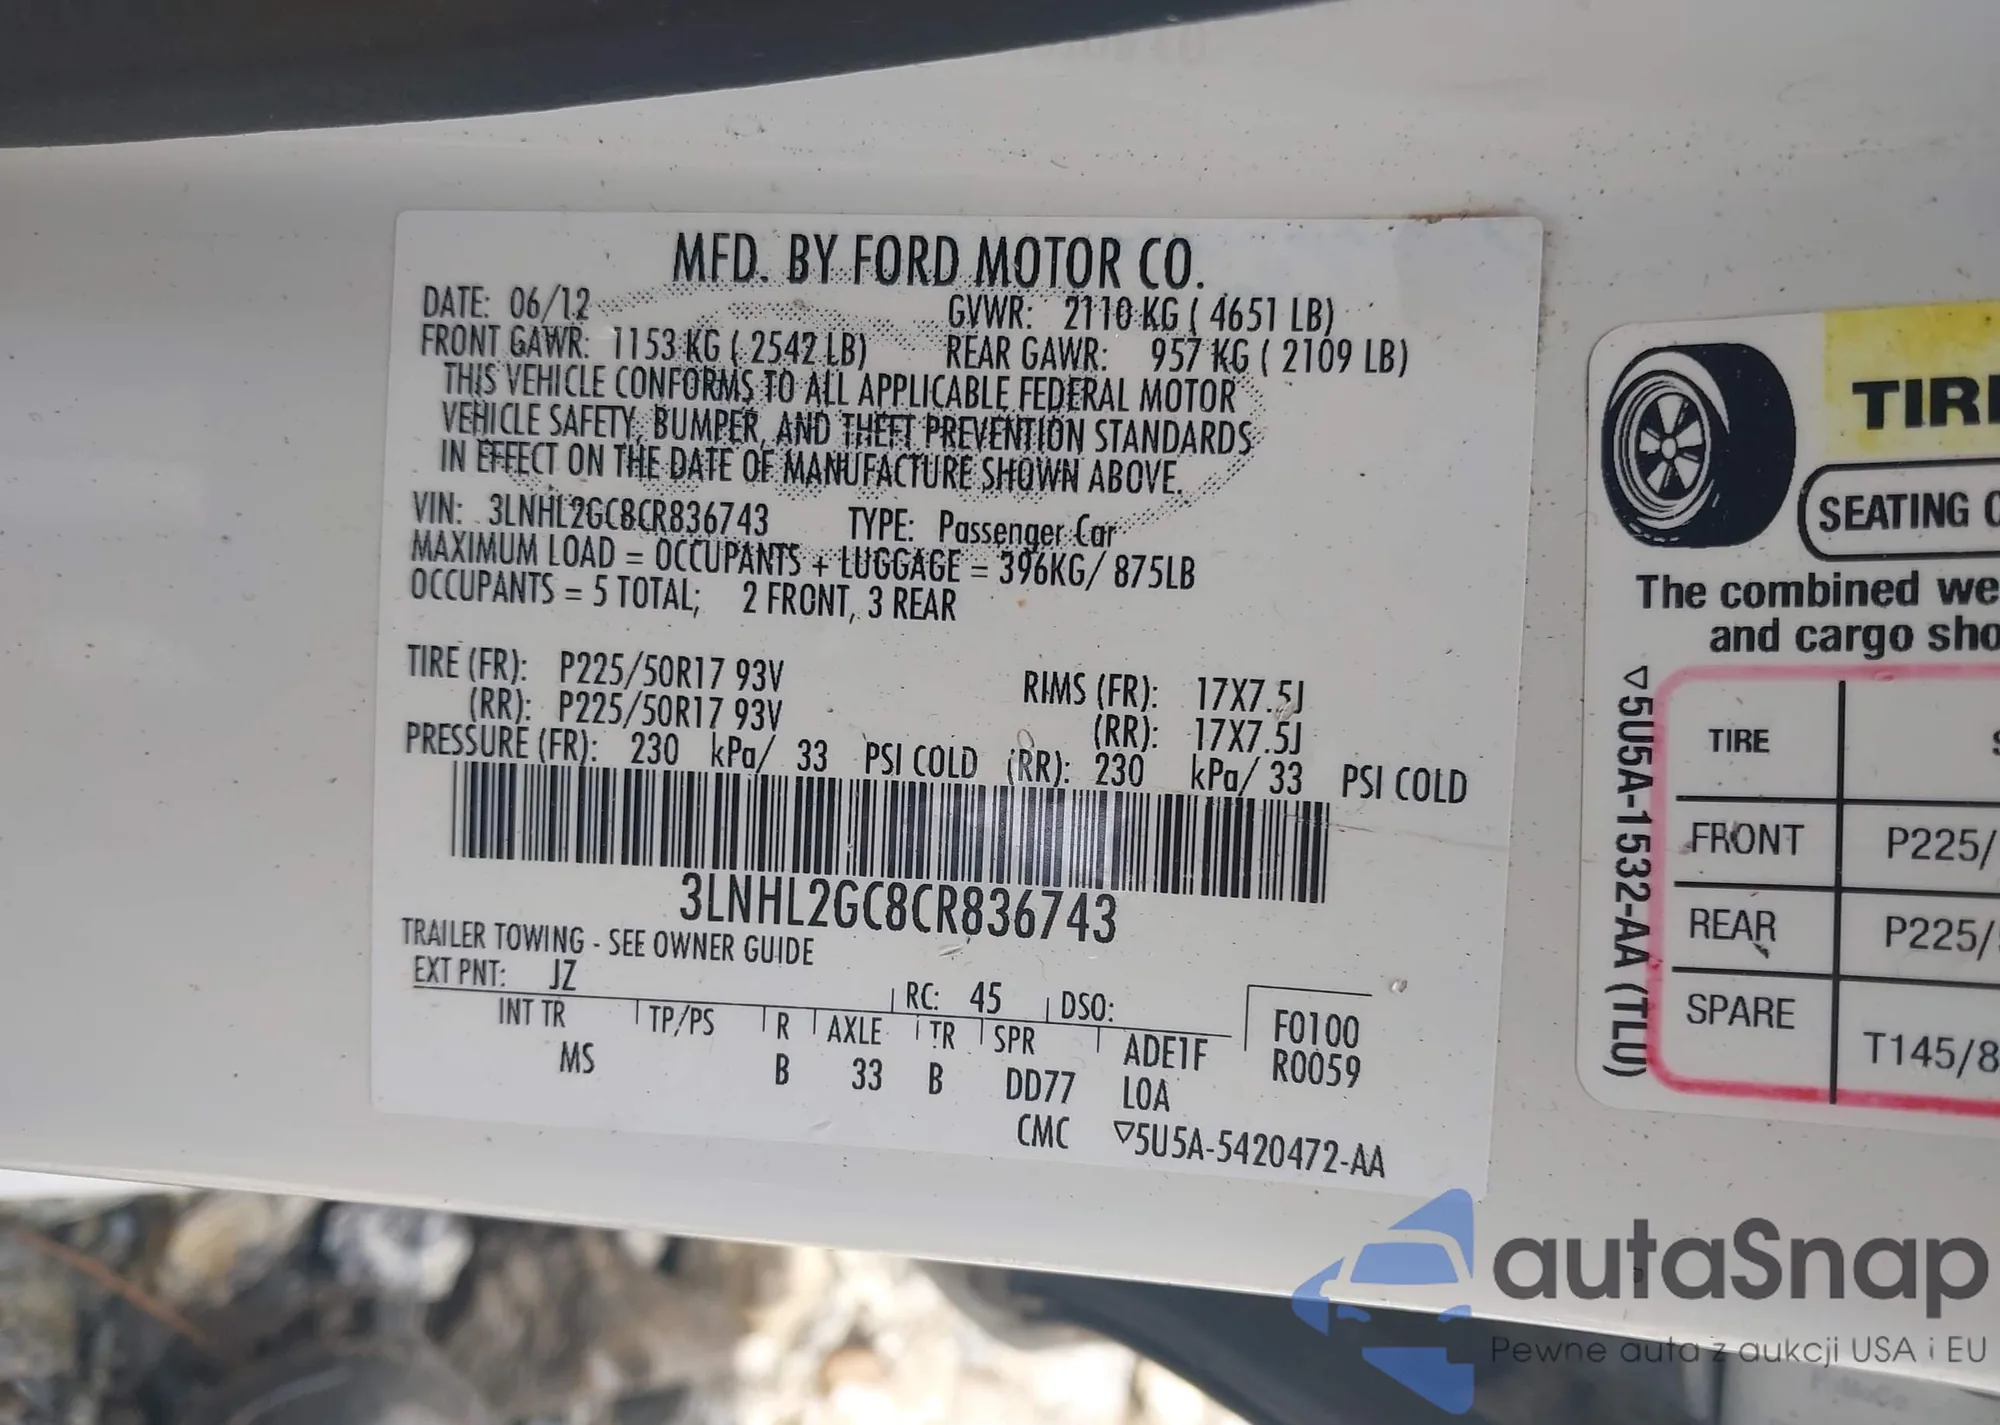 MFD. BY FORD MOTOR CO.
DATE: 06/12 GVWR: 2110 KG ( 4651 LB)
FRONT GAWR: 1153 KG ( 2542 LB) REAR GAWR: 957 KG ( 2109 LB)
THIS VEHICLE CONFORMS TO ALL APPLICABLE FEDERAL MOTOR
VEHICLE SAFETY, BUMPER, AND THEFT PREVENTION STANDARDS
IN EFFECT ON THE DATE OF MANUFACTURE SHOWN ABOVE.
VIN: 3LNHL2GC8CR836743 TYPE: Passenger Car
MAXIMUM LOAD = OCCUPANTS + LUGGAGE = 396KG/ 875LB
OCCUPANTS = 5 TOTAL; 2 FRONT, 3 REAR
TIRE (FR): P225/50R17 93V RIMS (FR): 17X7.5J
(RR): P225/50R17 93V (RR): 17X7.5J
PRESSURE (FR): 230 kPa/ 33 PSI COLD (RR): 230 kPa/ 33 PSI COLD
3LNHL2GC8CR836743
TRAILER TOWING - SEE OWNER GUIDE
EXT PNT: JZ RC: 45 DSO:
INT TR TP/PS R AXLE TR SPR ADE1F F0100
MS B 33 B DD77 LOA R0059
CMC ▽5U5A-5420472-AA
TIR
SEATING
The combined we
and cargo sho
▽5U5A-1532-AA (TLU)
TIRE
FRONT P225/
REAR P225/
SPARE T145/8
autaSnap
Pewne auta z aukcji USA i EU